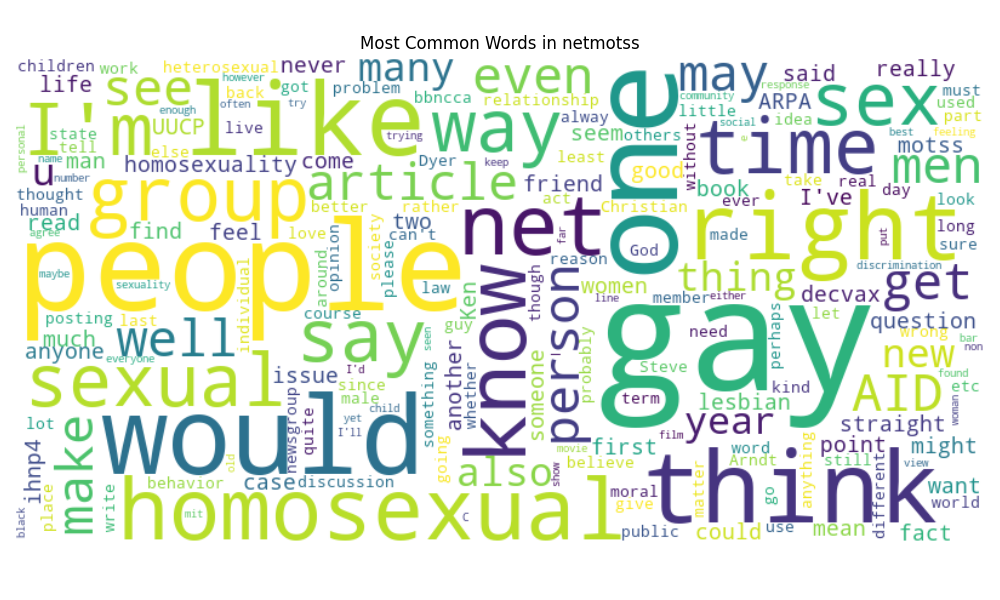 Most Common Words in netmotss
children work heterosexual never many even may said really
life see I'm like however back got problem bbncca relationship way community response sex must
personal often try enough UUCP else live alway seem others little ARPA idea used part
state tell man homosexuality come trying Dyer least without time motss best feeling men
name number u group article friend good one social e book take real day
thought human better rather act Christian net ever I've look
read find feel love two can't far God made right put long sure
agree people society opinion please reason thing discrimination
maybe sexuality individual around law Ken though women member either decvax let get
posting last course guy know person line need perhaps question
much well say seen probably wrong bar non
anyone everyone I'd something another whether Steve gay kind new found
sexual issue since male someone term lesbian AID etc woman
lot would yet child I'll quite newsgroup year straight
ihnp4 make old going also first film word Arndt point still might
behavior case discussion believe movie show think anything different view
place write mit homosexual C moral give matter go want world
black public could use mean fact